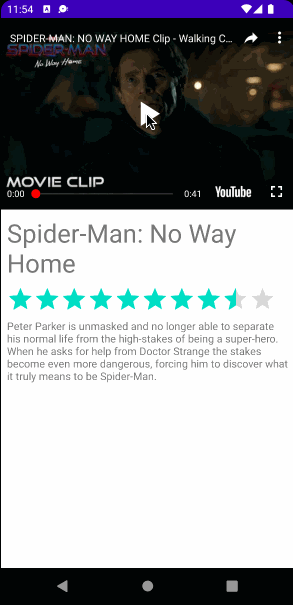 11:54
SPIDER-MAN: NO WAY HOME Clip - Walking C...
SPIDER-MAN
No Way Home
MOVIE CLIP
0:00
0:41
YouTube
Spider-Man: No Way
Home
Peter Parker is unmasked and no longer able to separate
his normal life from the high-stakes of being a super-hero.
When he asks for help from Doctor Strange the stakes
become even more dangerous, forcing him to discover what
it truly means to be Spider-Man.